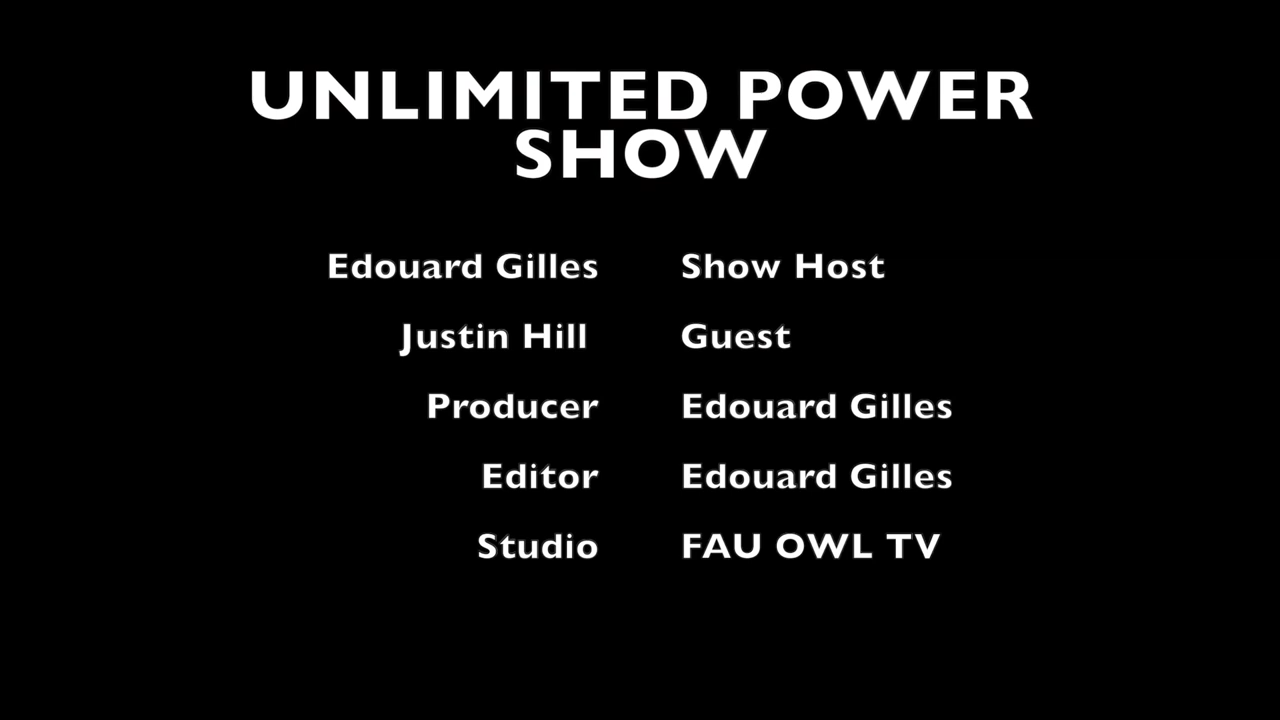 UNLIMITED POWER
SHOW
Edouard Gilles Show Host
Justin Hill Guest
Producer Edouard Gilles
Editor Edouard Gilles
Studio FAU OWL TV